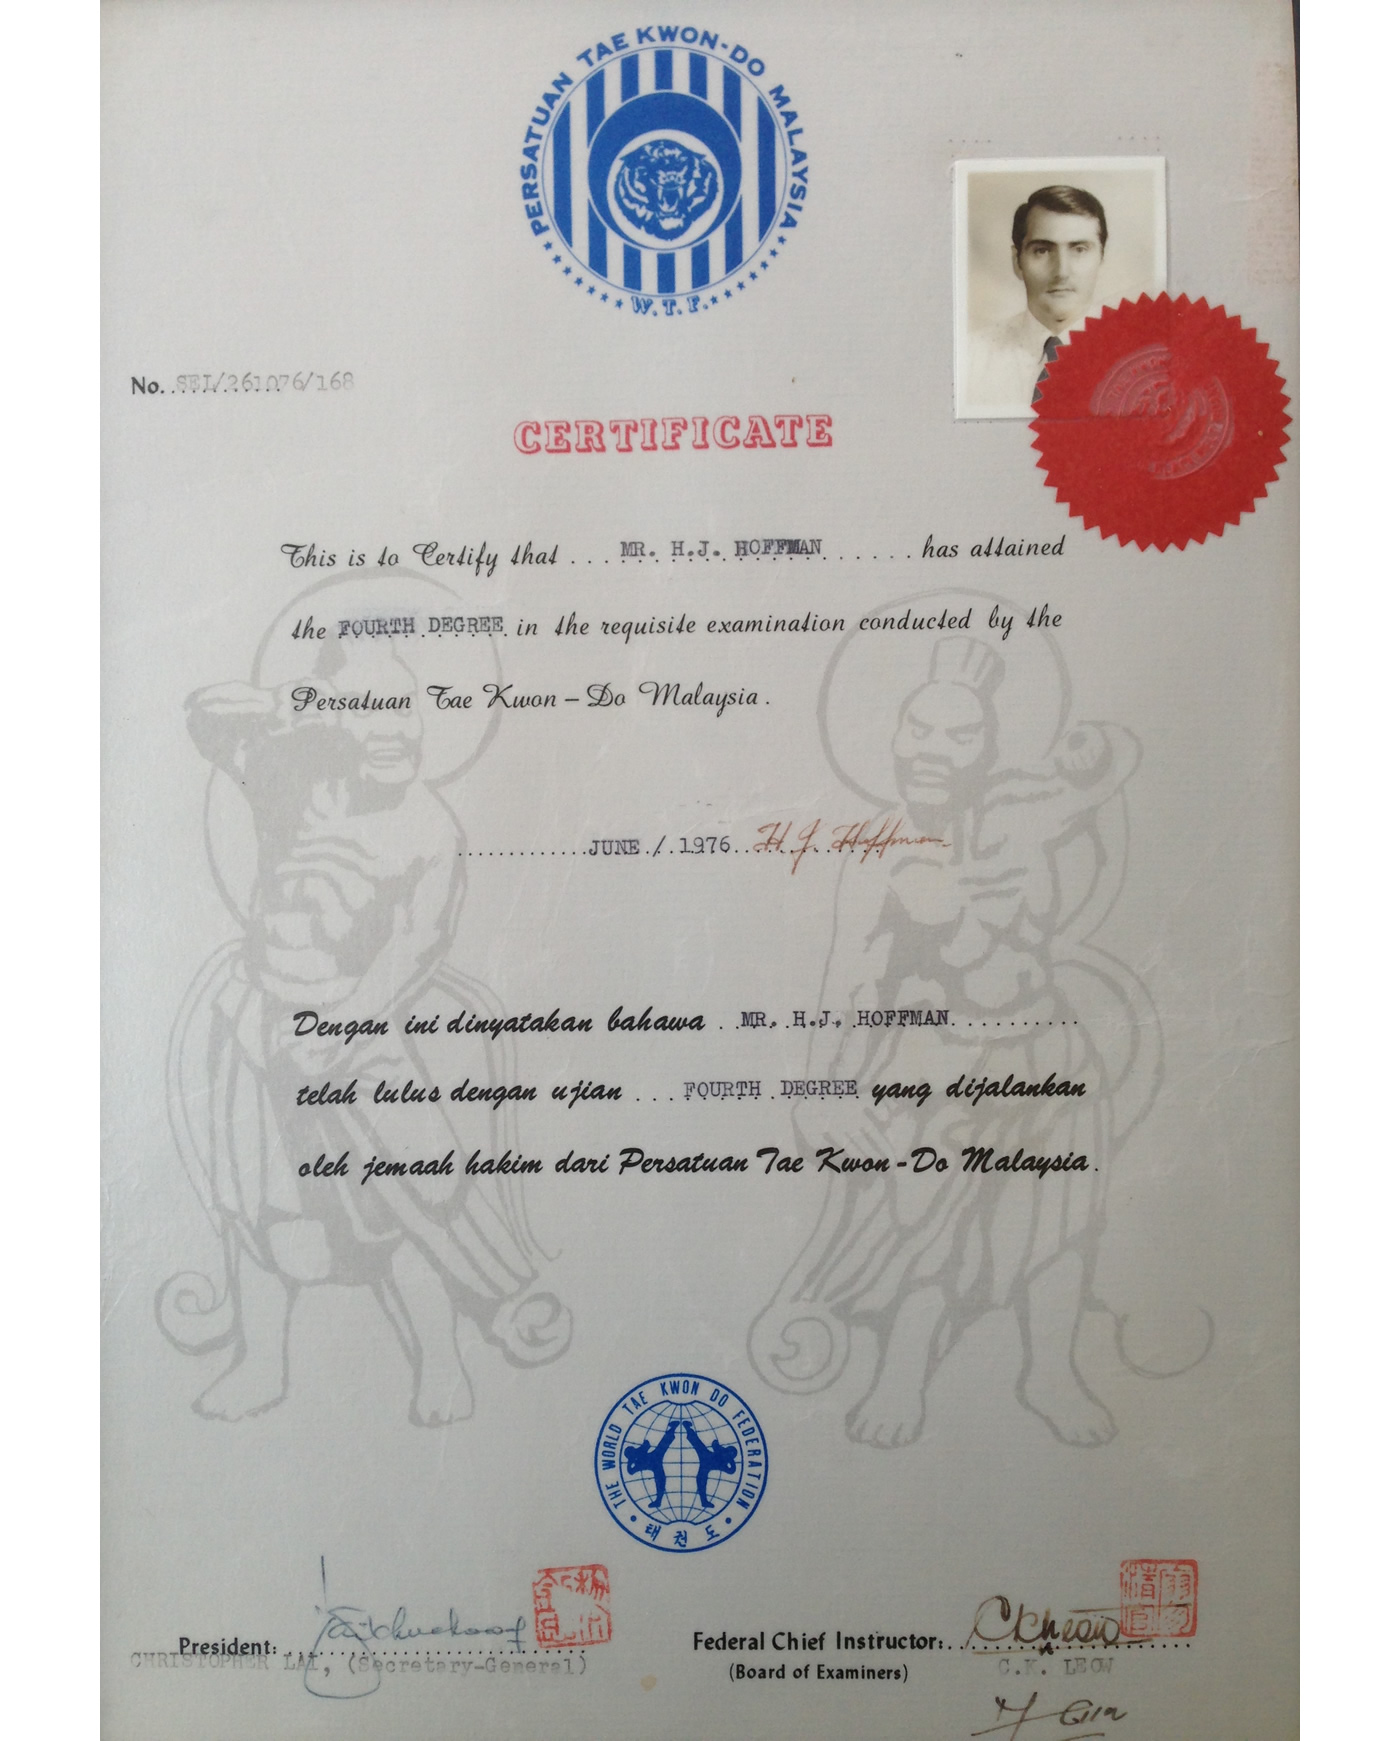 PERSATUAN TAE KWON-DO MALAYSIA
W.T.F.
No. SEL/261076/168
CERTIFICATE
This is to Certify that ... MR. H.J. HOFFMAN ...... has attained
the FOURTH DEGREE in the requisite examination conducted by the
Persatuan Tae Kwon-Do Malaysia.
JUNE / 1976 H J Hoffman
Dengan ini dinyatakan bahawa MR. H.J. HOFFMAN
telah lulus dengan ujian ... FOURTH DEGREE yang dijalankan
oleh jemaah hakim dari Persatuan Tae Kwon-Do Malaysia.
THE WORLD TAE KWON DO FEDERATION
태권도
President:
CHRISTOPHER LAI, (Secretary-General)
Federal Chief Instructor:
(Board of Examiners)
C.K. LEOW